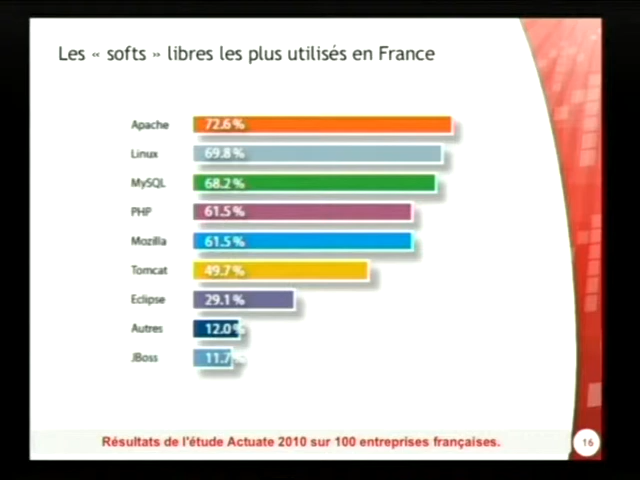 Les « softs » libres les plus utilisés en France
Apache 72.6%
Linux 69.8%
MySQL 68.2%
PHP 61.5%
Mozilla 61.5%
Tomcat 49.7%
Eclipse 29.1%
Autres 12.0%
JBoss 11.7%
Résultats de l'étude Actuate 2010 sur 100 entreprises françaises.
16